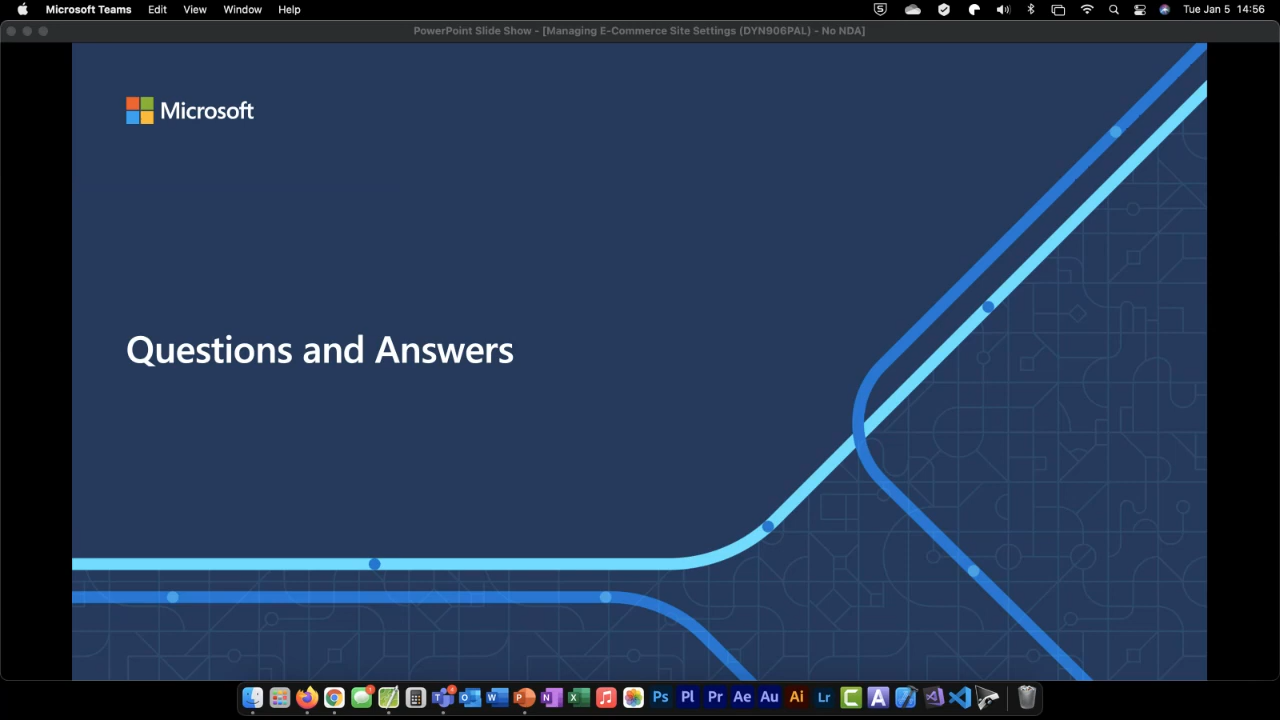 Microsoft Teams Edit View Window Help Tue Jan 5 14:56
PowerPoint Slide Show - [Managing E-Commerce Site Settings (DYN906PAL) - No NDA]
Microsoft
Questions and Answers
Ps Pl Pr Ae Au Ai Lr C A